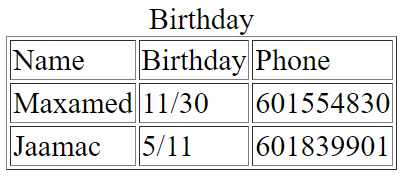 Birthday
Name Birthday Phone
Maxamed 11/30 601554830
Jaamac 5/11 601839901